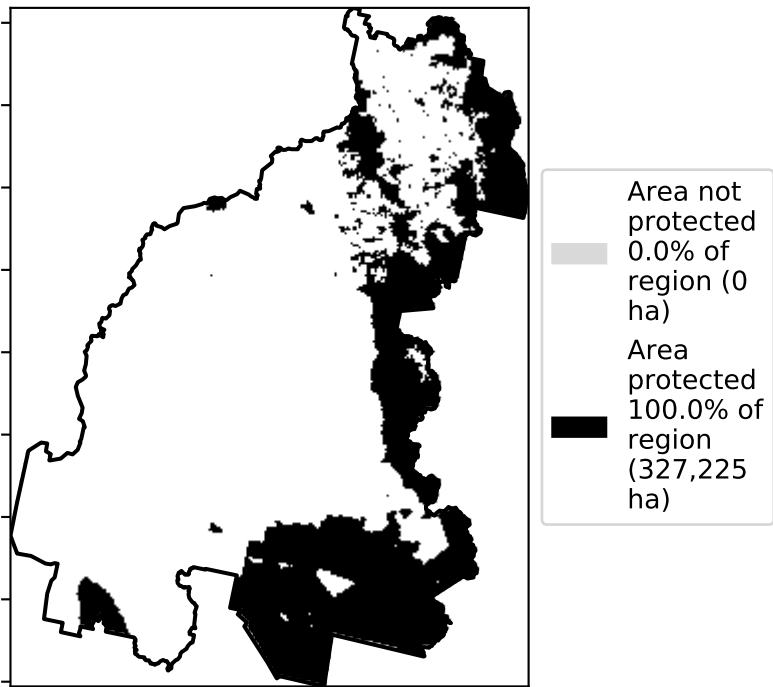 Area not
protected
0.0% of
region (0
ha)
Area
protected
100.0% of
region
(327,225
ha)